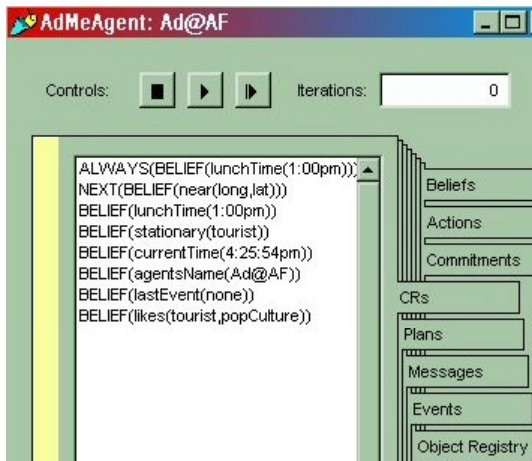 AdMeAgent: Ad@AF
Controls:
Iterations:
0
ALWAYS(BELIEF(lunchTime(1:00pm)))
NEXT(BELIEF(near(long,lat)))
BELIEF(lunchTime(1:00pm))
BELIEF(stationary(tourist))
BELIEF(currentTime(4:25:54pm))
BELIEF(agentsName(Ad@AF))
BELIEF(lastEvent(none))
BELIEF(likes(tourist,popCulture))
Beliefs
Actions
Commitments
CRs
Plans
Messages
Events
Object Registry